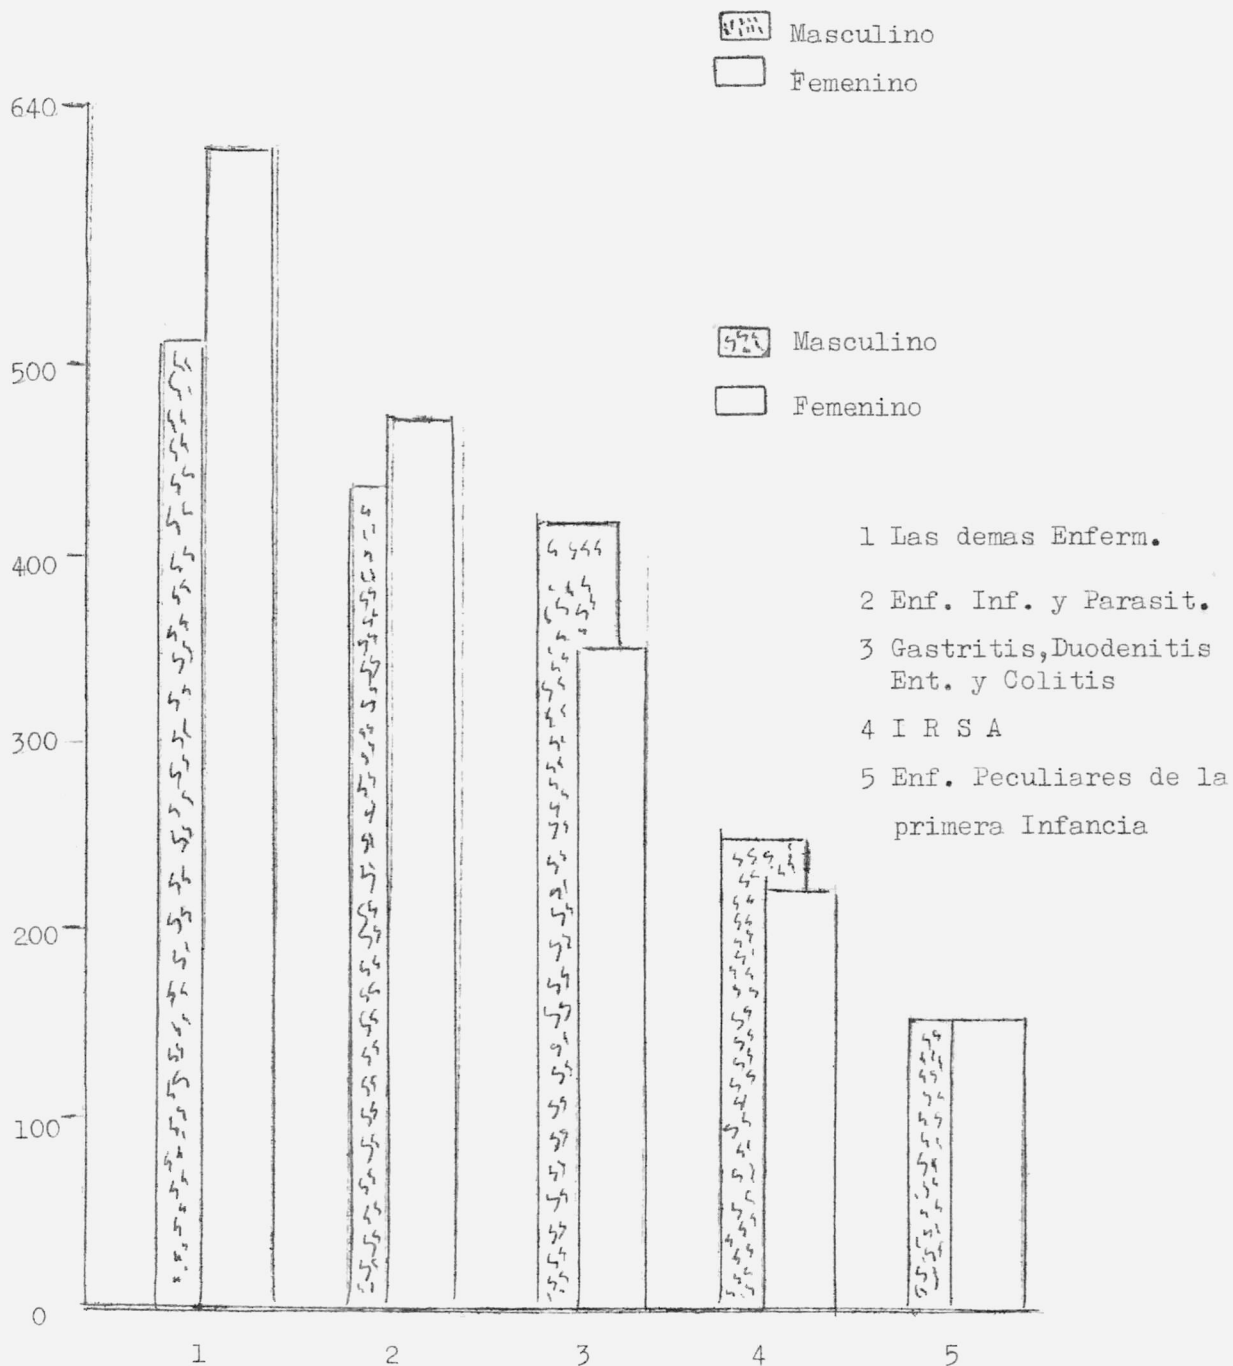 Masculino
Femenino
640
500
Masculino
Femenino
400
1 Las demas Enferm.
2 Enf. Inf. y Parasit.
3 Gastritis,Duodenitis
Ent. y Colitis
300
4 I R S A
5 Enf. Peculiares de la
primera Infancia
200
100
0
1 2 3 4 5